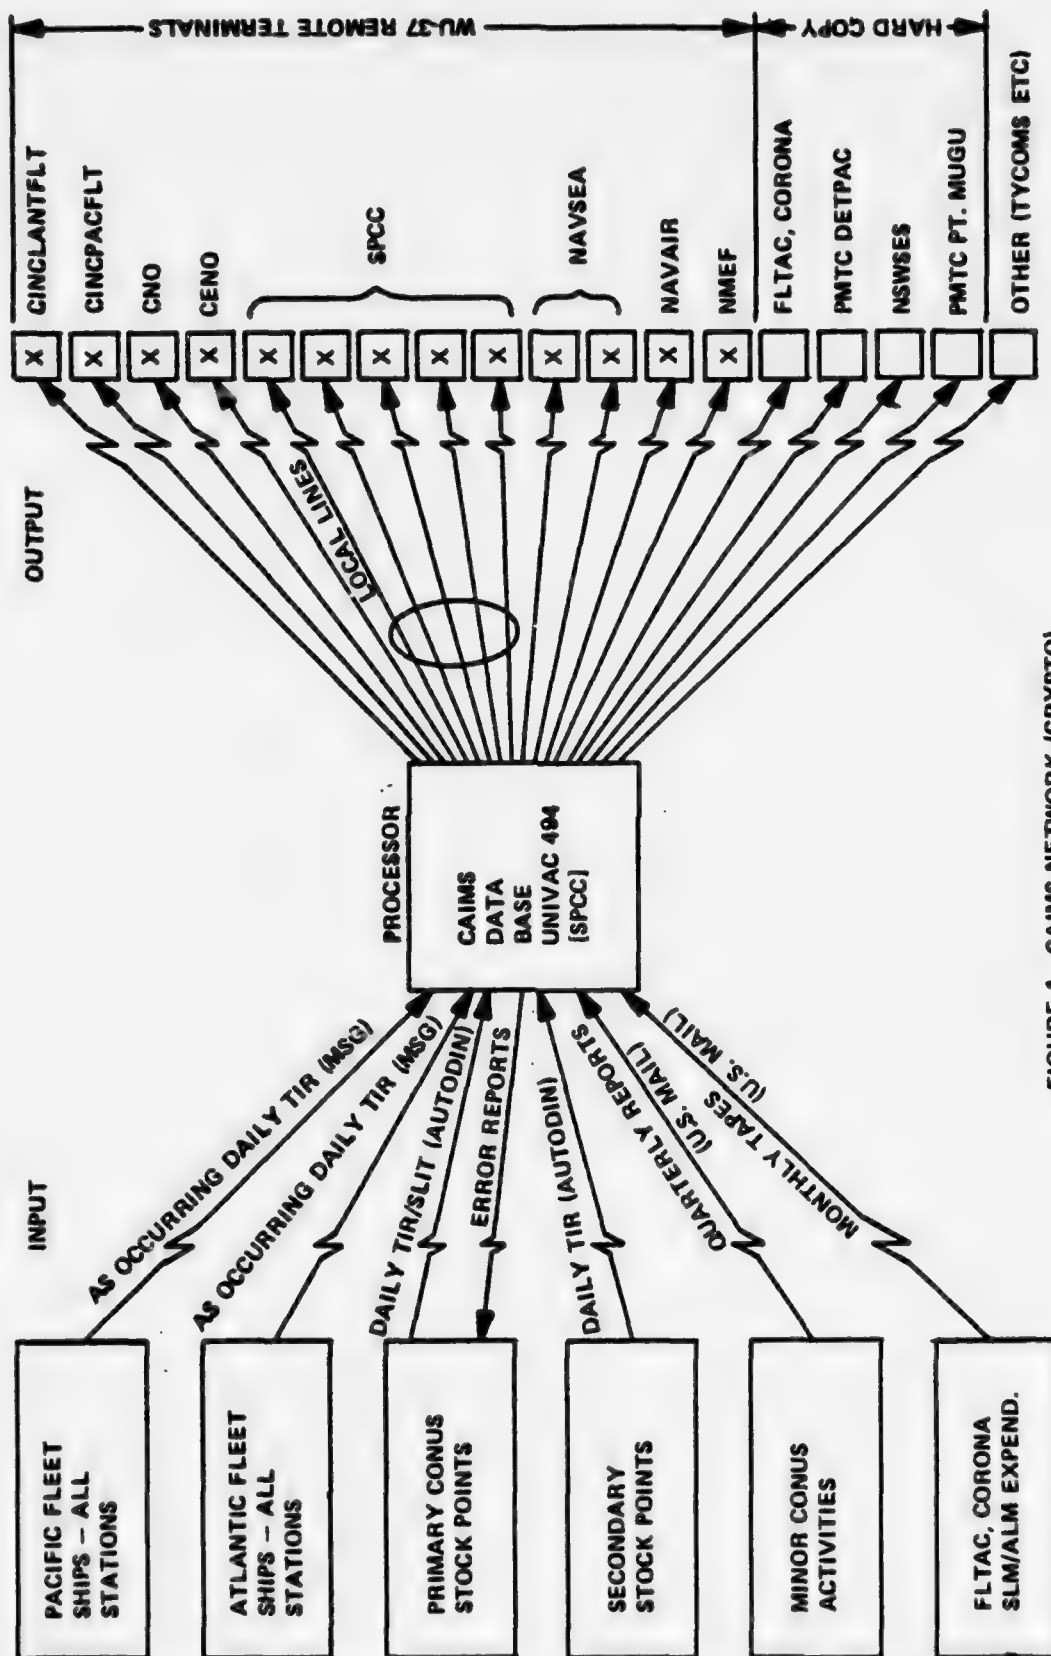 INPUT
PACIFIC FLEET
SHIPS – ALL
STATIONS
ATLANTIC FLEET
SHIPS – ALL
STATIONS
PRIMARY CONUS
STOCK POINTS
SECONDARY
STOCK POINTS
MINOR CONUS
ACTIVITIES
FLTAC, CORONA
SLM/ALM EXPEND.
AS OCCURRING DAILY TIR (MSG)
AS OCCURRING DAILY TIR (MSG)
DAILY TIR/SLIT (AUTODIN)
ERROR REPORTS
DAILY TIR (AUTODIN)
QUARTERLY REPORTS
(U.S. MAIL)
MONTHLY TAPES
(U.S. MAIL)
PROCESSOR
CAIMS
DATA
BASE
UNIVAC 494
[SPCC]
OUTPUT
LOCAL LINES
X CINCLANTFLT
X CINCPACFLT
X CNO
X CENO
X
X
X SPCC
X
X
X NAVSEA
X
X NAVAIR
X NMEF
FLTAC, CORONA
PMTC DETPAC
NSWSES
PMTC PT. MUGU
OTHER (TYCOMS ETC)
WU-37 REMOTE TERMINALS
HARD COPY
FIGURE A. CAIMS NETWORK (CRYPTO)